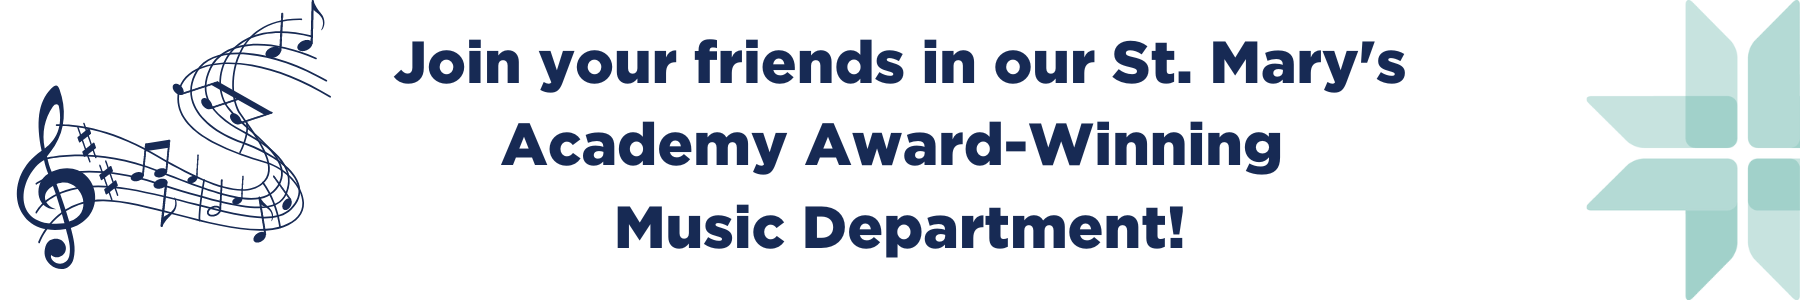 Join your friends in our St. Mary's
Academy Award-Winning
Music Department!